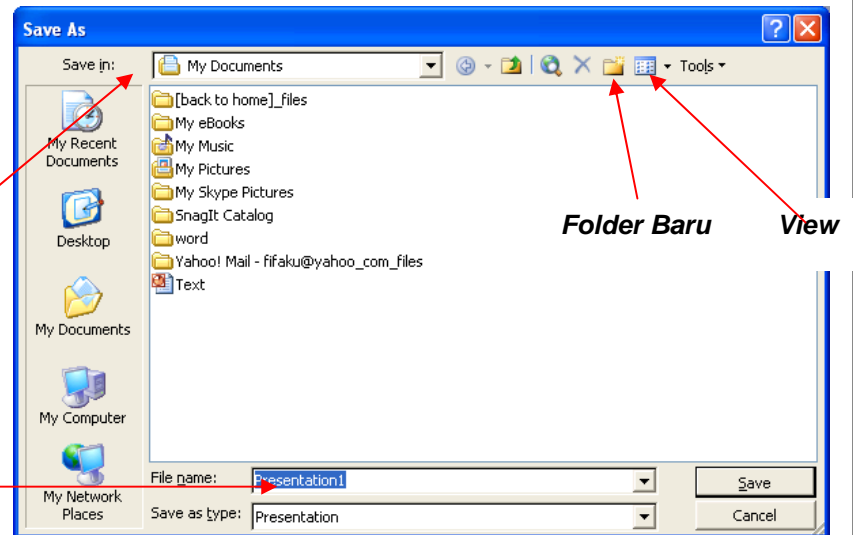 Save As
Save in: My Documents Tools
[back to home]_files
My eBooks
My Music
My Pictures
My Skype Pictures
SnagIt Catalog
word
Yahoo! Mail - fifaku@yahoo_com_files
Text
My Recent
Documents
Desktop
My Documents
My Computer
My Network
Places
Folder Baru View
File name: Presentation1 Save
Save as type: Presentation Cancel